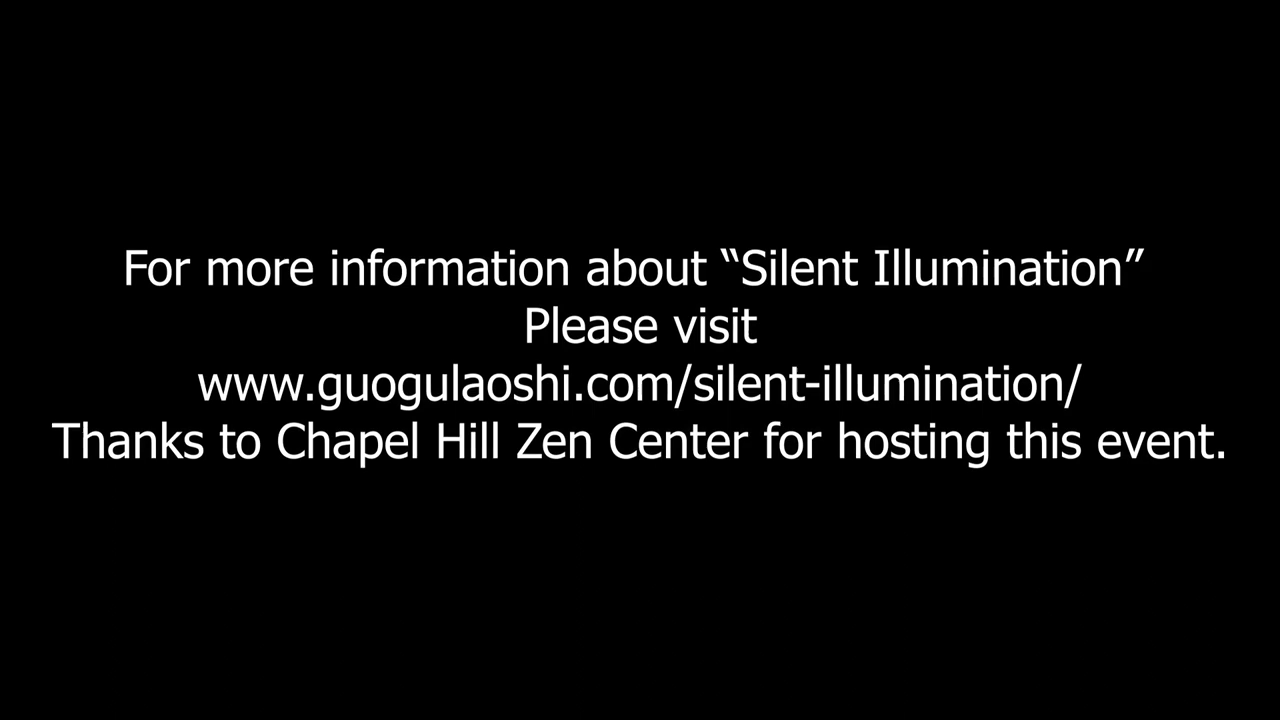 For more information about “Silent Illumination”
Please visit
www.guogulaoshi.com/silent-illumination/
Thanks to Chapel Hill Zen Center for hosting this event.